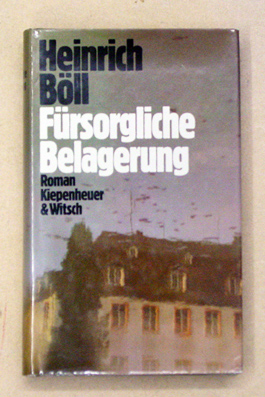 Heinrich
Böll
Fürsorgliche
Belagerung
Roman
Kiepenheuer
& Witsch